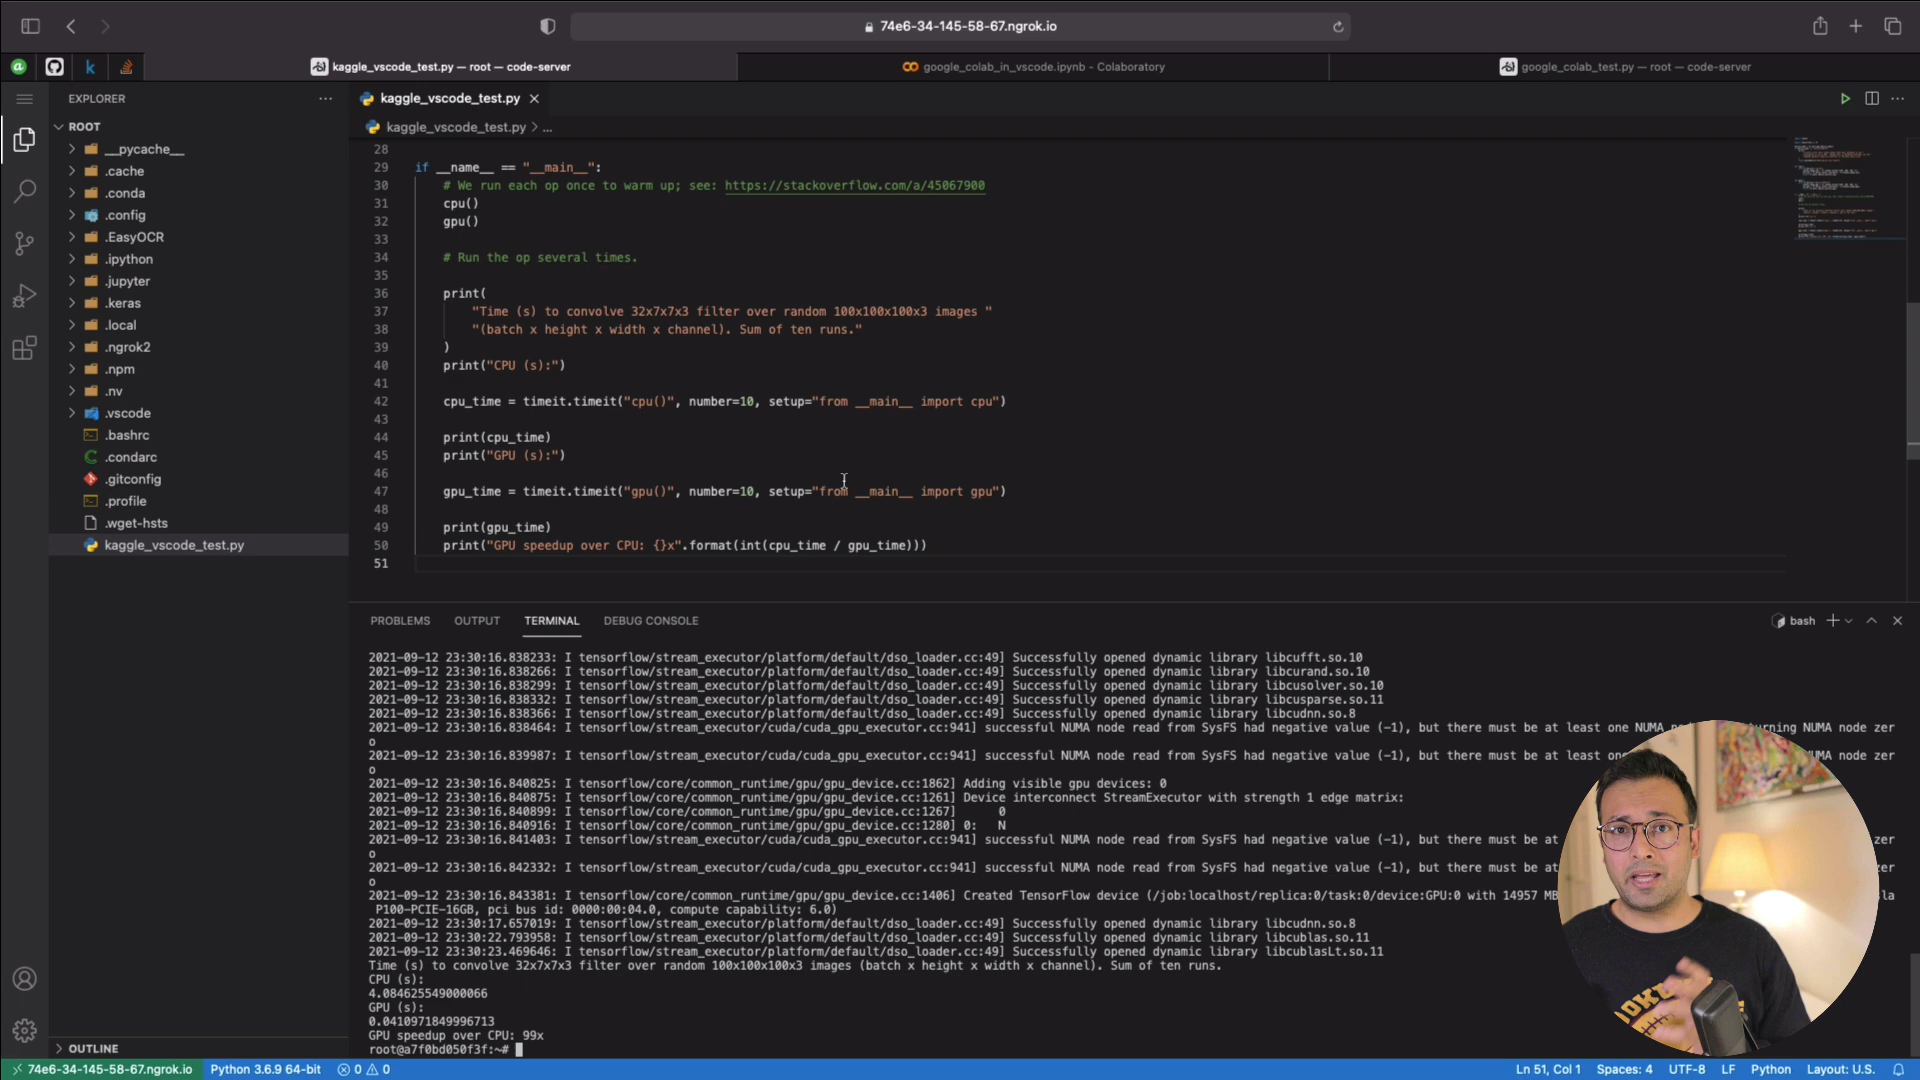 74e6-34-145-58-67.ngrok.io
kaggle_vscode_test.py — root — code-server
google_colab_in_vscode.ipynb - Colaboratory
google_colab_test.py — root — code-server
EXPLORER
ROOT
__pycache__
.cache
.conda
.config
.EasyOCR
.ipython
.jupyter
.keras
.local
.ngrok2
.npm
.nv
.vscode
.bashrc
.condarc
.gitconfig
.profile
.wget-hsts
kaggle_vscode_test.py
OUTLINE
kaggle_vscode_test.py
kaggle_vscode_test.py > ...
28
29 if __name__ == "__main__":
30 # We run each op once to warm up; see: https://stackoverflow.com/a/45067900
31 cpu()
32 gpu()
33
34 # Run the op several times.
35
36 print(
37 "Time (s) to convolve 32x7x7x3 filter over random 100x100x100x3 images "
38 "(batch x height x width x channel). Sum of ten runs."
39 )
40 print("CPU (s):")
41
42 cpu_time = timeit.timeit("cpu()", number=10, setup="from __main__ import cpu")
43
44 print(cpu_time)
45 print("GPU (s):")
46
47 gpu_time = timeit.timeit("gpu()", number=10, setup="from __main__ import gpu")
48
49 print(gpu_time)
50 print("GPU speedup over CPU: {}x".format(int(cpu_time / gpu_time)))
51
PROBLEMS OUTPUT TERMINAL DEBUG CONSOLE
bash
2021-09-12 23:30:16.838233: I tensorflow/stream_executor/platform/default/dso_loader.cc:49] Successfully opened dynamic library libcufft.so.10
2021-09-12 23:30:16.838266: I tensorflow/stream_executor/platform/default/dso_loader.cc:49] Successfully opened dynamic library libcurand.so.10
2021-09-12 23:30:16.838299: I tensorflow/stream_executor/platform/default/dso_loader.cc:49] Successfully opened dynamic library libcusolver.so.10
2021-09-12 23:30:16.838332: I tensorflow/stream_executor/platform/default/dso_loader.cc:49] Successfully opened dynamic library libcusparse.so.11
2021-09-12 23:30:16.838366: I tensorflow/stream_executor/platform/default/dso_loader.cc:49] Successfully opened dynamic library libcudnn.so.8
2021-09-12 23:30:16.838464: I tensorflow/stream_executor/cuda/cuda_gpu_executor.cc:941] successful NUMA node read from SysFS had negative value (-1), but there must be at least one NUMA NUMA node zer
o
2021-09-12 23:30:16.839987: I tensorflow/stream_executor/cuda/cuda_gpu_executor.cc:941] successful NUMA node read from SysFS had negative value (-1), but there must be at least one NUMA node zer
o
2021-09-12 23:30:16.840825: I tensorflow/core/common_runtime/gpu/gpu_device.cc:1862] Adding visible gpu devices: 0
2021-09-12 23:30:16.840875: I tensorflow/core/common_runtime/gpu/gpu_device.cc:1261] Device interconnect StreamExecutor with strength 1 edge matrix:
2021-09-12 23:30:16.840899: I tensorflow/core/common_runtime/gpu/gpu_device.cc:1267] 0
2021-09-12 23:30:16.840916: I tensorflow/core/common_runtime/gpu/gpu_device.cc:1280] 0: N
2021-09-12 23:30:16.841403: I tensorflow/stream_executor/cuda/cuda_gpu_executor.cc:941] successful NUMA node read from SysFS had negative value (-1), but there must be at node zer
o
2021-09-12 23:30:16.842332: I tensorflow/stream_executor/cuda/cuda_gpu_executor.cc:941] successful NUMA node read from SysFS had negative value (-1), but there must be at node zer
o
2021-09-12 23:30:16.843381: I tensorflow/core/common_runtime/gpu/gpu_device.cc:1406] Created TensorFlow device (/job:localhost/replica:0/task:0/device:GPU:0 with 14957 la
P100-PCIE-16GB, pci bus id: 0000:00:04.0, compute capability: 6.0)
2021-09-12 23:30:17.657019: I tensorflow/stream_executor/platform/default/dso_loader.cc:49] Successfully opened dynamic library libcudnn.so.8
2021-09-12 23:30:22.793958: I tensorflow/stream_executor/platform/default/dso_loader.cc:49] Successfully opened dynamic library libcublas.so.11
2021-09-12 23:30:23.469646: I tensorflow/stream_executor/platform/default/dso_loader.cc:49] Successfully opened dynamic library libcublasLt.so.11
Time (s) to convolve 32x7x7x3 filter over random 100x100x100x3 images (batch x height x width x channel). Sum of ten runs.
CPU (s):
4.084625549000066
GPU (s):
0.0410971849996713
GPU speedup over CPU: 99x
root@a7f0bd050f3f:~#
74e6-34-145-58-67.ngrok.io Python 3.6.9 64-bit 0 0 Ln 51, Col 1 Spaces: 4 UTF-8 LF Python Layout: U.S.